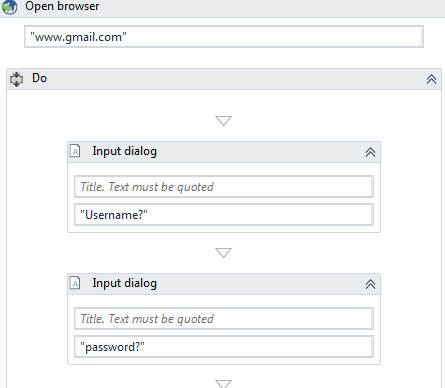 Open browser
"www.gmail.com"
Do
Input dialog
Title. Text must be quoted
"Username?"
Input dialog
Title. Text must be quoted
"password?"